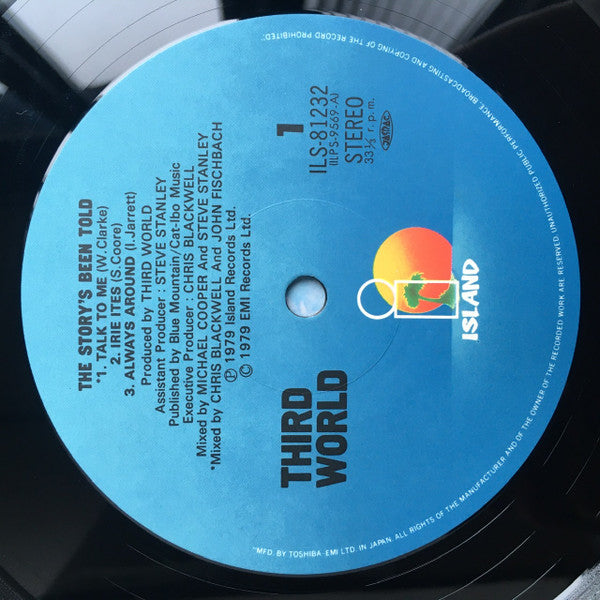 ISLAND
THIRD
WORLD
1
ILS-81232
(ILPS-9569-A)
STEREO
33⅓ r.p.m.
JASRAC
THE STORY'S BEEN TOLD
*1. TALK TO ME (W. Clarke)
2. IRIE ITES (S. Coore)
3. ALWAYS AROUND (I. Jarrett)
Produced by THIRD WORLD
Assistant Producer : STEVE STANLEY
Published by Blue Mountain/Cat-Ibo Music
Executive Producer : CHRIS BLACKWELL
Mixed by MICHAEL COOPER And STEVE STANLEY
*Mixed by CHRIS BLACKWELL And JOHN FISCHBACH
℗ 1979 Island Records Ltd.
© 1979 EMI Records Ltd.
"MFD. BY TOSHIBA-EMI LTD. IN JAPAN. ALL RIGHTS OF THE MANUFACTURER AND OF THE OWNER OF THE RECORDED WORK ARE RESERVED. UNAUTHORIZED PUBLIC PERFORMANCE, BROADCASTING AND COPYING OF THE RECORD PROHIBITED."